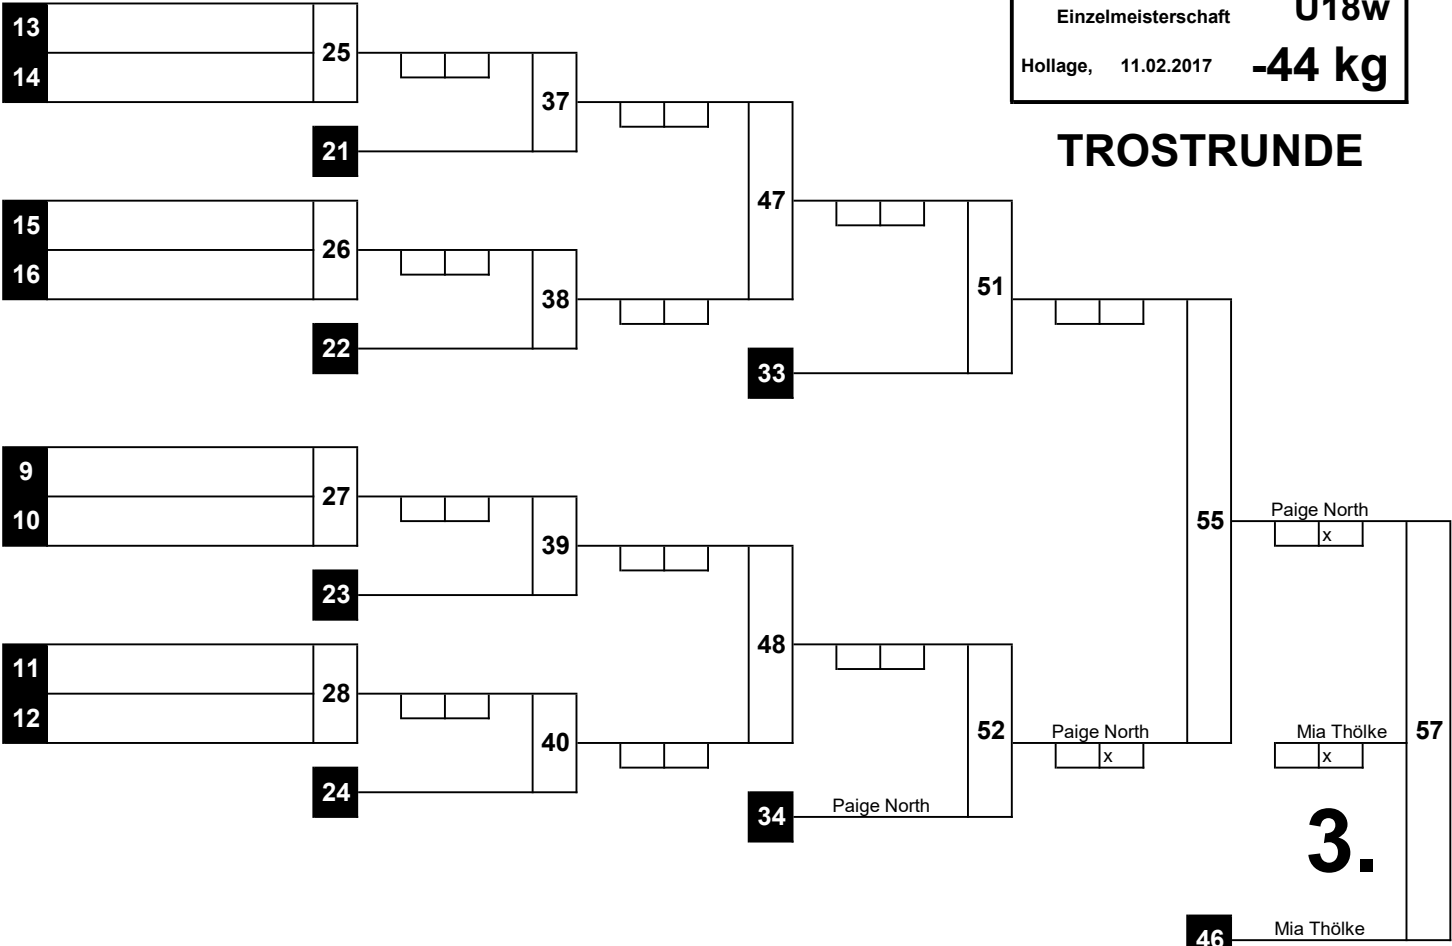 U18w
Einzelmeisterschaft
Hollage, 11.02.2017 -44 kg
TROSTRUNDE
13
25
14
37
21
47
15
26
16
38
51
22
33
9
27
10
39
55
Paige North
x
23
11
48
28
12
40
52
Paige North
x
Mia Thölke
x
57
24
34
Paige North
3.
46
Mia Thölke